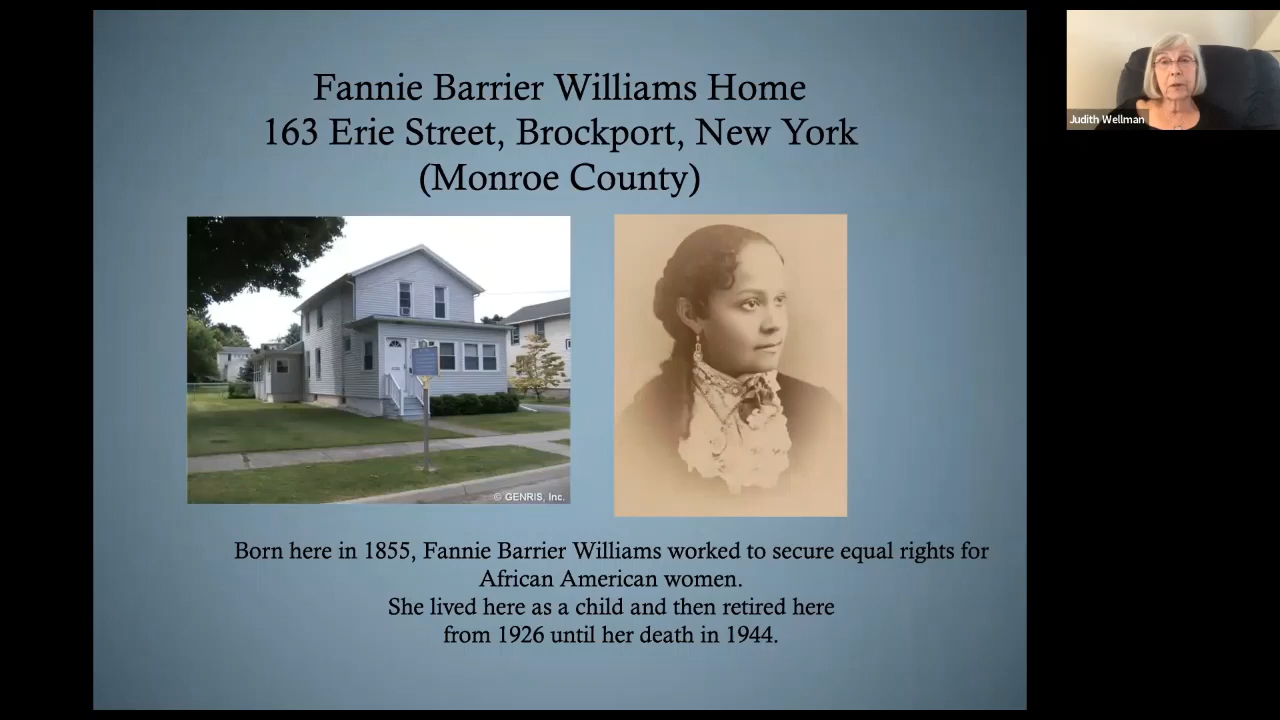 Fannie Barrier Williams Home
163 Erie Street, Brockport, New York
(Monroe County)
Judith Wellman
© GENRIS, Inc.
Born here in 1855, Fannie Barrier Williams worked to secure equal rights for
African American women.
She lived here as a child and then retired here
from 1926 until her death in 1944.